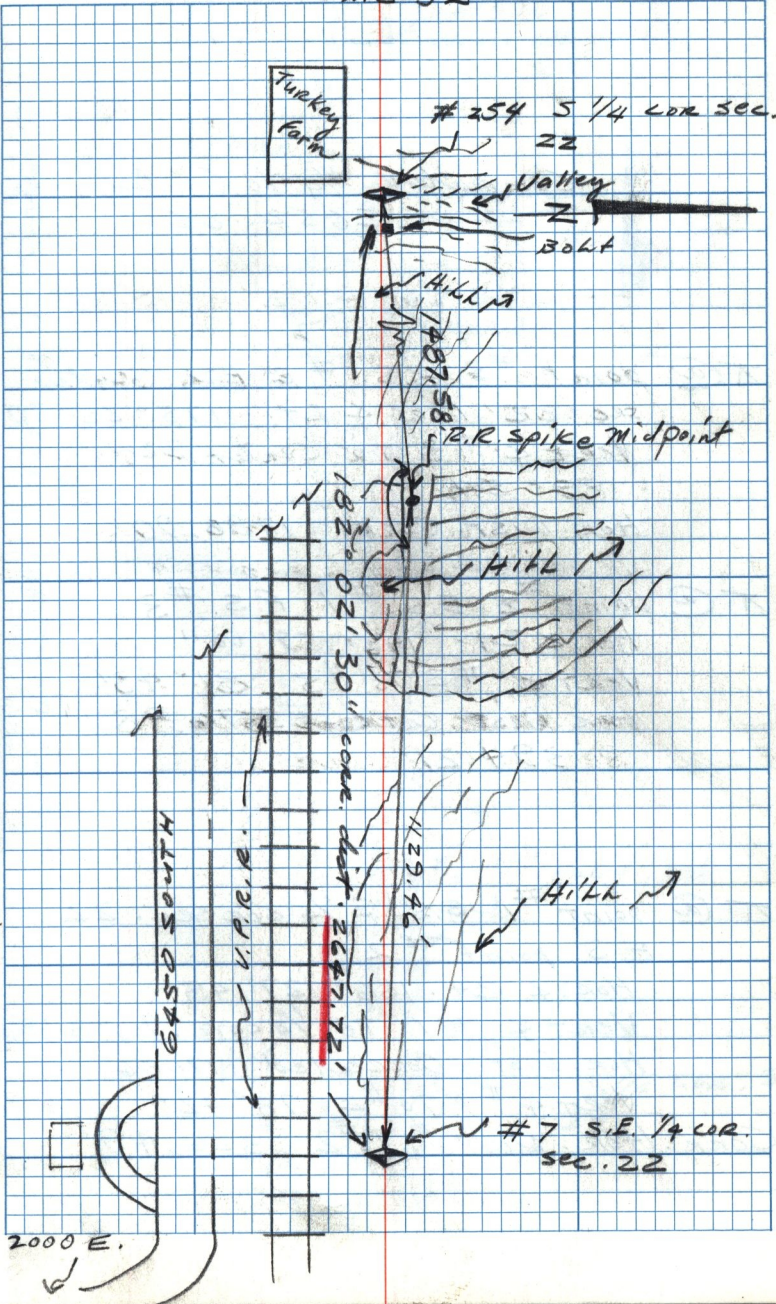 Turkey
Farm
# 254 S 1/4 COR SEC.
22
Valley
N
BOLT
HILL
1487.58'
R.R. Spike Midpoint
182° 02' 30" corr. dist. 2647.72'
HILL
1129.46'
HILL
6450 SOUTH
U.P.R.R.
# 7 S.E. 1/4 COR.
SEC. 22
2000 E.